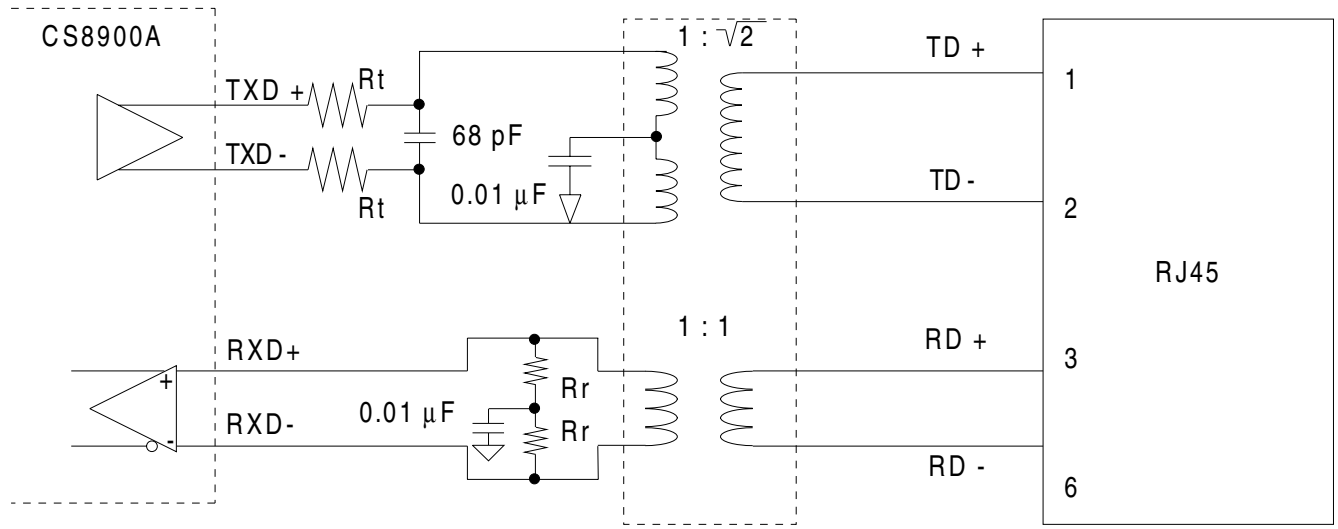 CS8900A
1 : √2
TD +
TXD +
Rt
1
68 pF
TXD -
0.01 µF
Rt
TD -
2
RJ45
1 : 1
RXD+
RD +
3
+
Rr
0.01 µF
RXD-
Rr
-
RD -
6